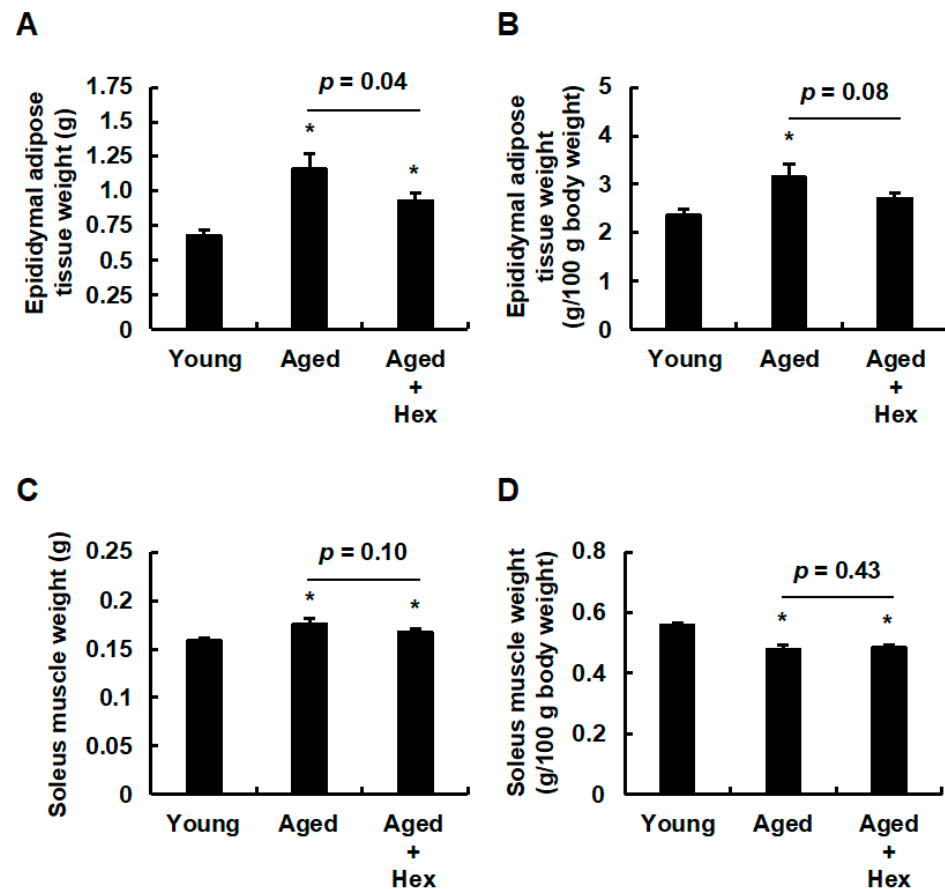 A
Epididymal adipose
tissue weight (g)
1.75
1.5
1.25
1.0
0.75
0.5
0.25
0
p = 0.04
*
*
Young
Aged
Aged
+
Hex
B
Epididymal adipose
tissue weight
(g/100 g body weight)
5
4
3
2
1
0
p = 0.08
*
Young
Aged
Aged
+
Hex
C
Soleus muscle weight (g)
0.25
0.2
0.15
0.1
0.05
0
p = 0.10
*
*
Young
Aged
Aged
+
Hex
D
Soleus muscle weight
(g/100 g body weight)
0.8
0.6
0.4
0.2
0
p = 0.43
*
*
Young
Aged
Aged
+
Hex